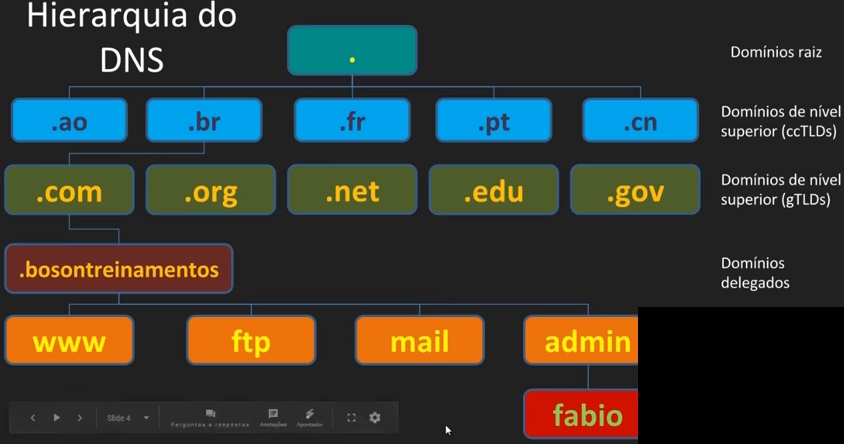 Hierarquia do
DNS
.
Domínios raiz
.ao
.br
.fr
.pt
.cn
Domínios de nível
superior (ccTLDs)
.com
.org
.net
.edu
.gov
Domínios de nível
superior (gTLDs)
.bosontreinamentos
Domínios
delegados
www
ftp
mail
admin
fabio
Slide 4
Perguntas e respostas
Anotações
Apontador